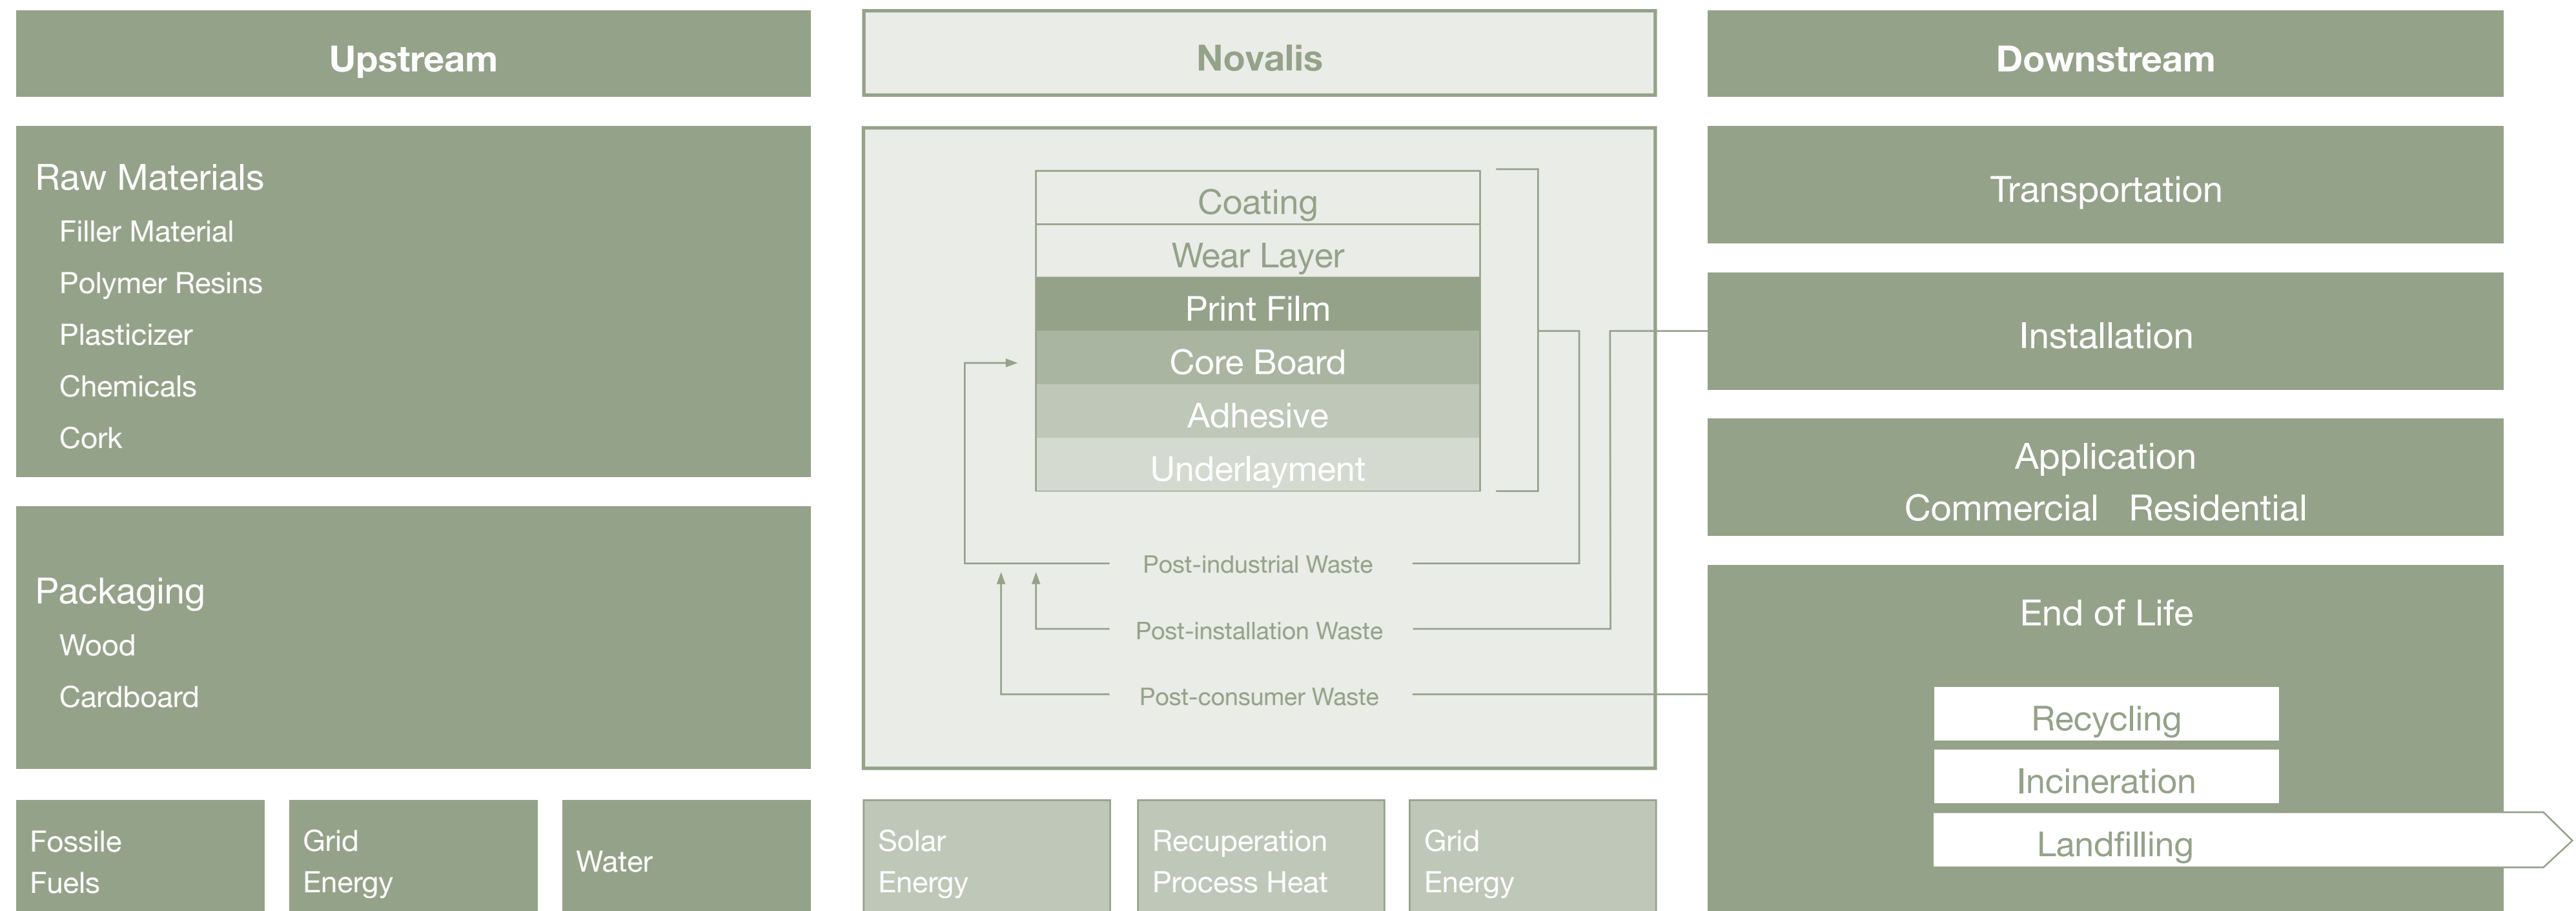 Upstream
Raw Materials
Filler Material
Polymer Resins
Plasticizer
Chemicals
Cork
Packaging
Wood
Cardboard
Fossile
Fuels
Grid
Energy
Water
Novalis
Coating
Wear Layer
Print Film
Core Board
Adhesive
Underlayment
Post-industrial Waste
Post-installation Waste
Post-consumer Waste
Solar
Energy
Recuperation
Process Heat
Grid
Energy
Downstream
Transportation
Installation
Application
Commercial Residential
End of Life
Recycling
Incineration
Landfilling